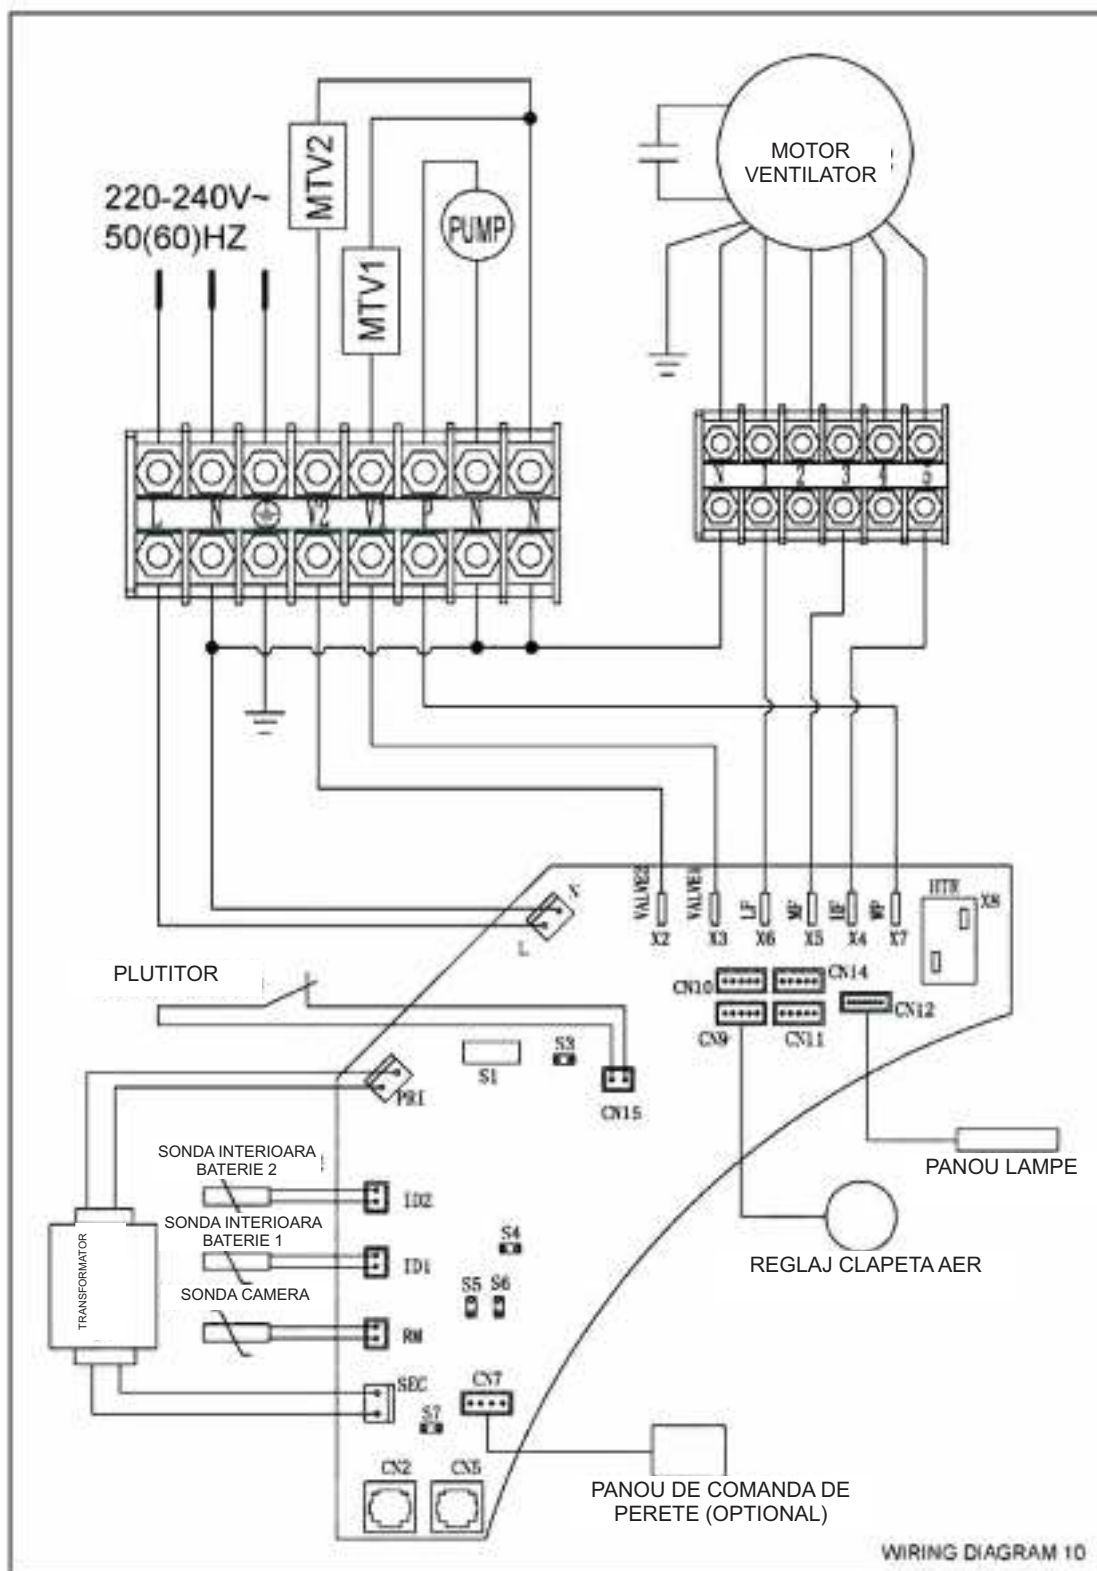 MTV2
MTV1
PUMP
220-240V~
50(60)HZ
MOTOR
VENTILATOR
L N V2 V1 P N N
N 1 2 3 4 5
VALVE2
VALVE1
LF
MF
HF
WP
HTR
X8
X2 X3 X6 X5 X4 X7
N
L
PLUTITOR
CN10
CN14
CN12
CN9
CN11
S1
S3
CN15
PRI
PANOU LAMPE
SONDA INTERIOARA
BATERIE 2
ID2
SONDA INTERIOARA
BATERIE 1
ID1
SONDA CAMERA
RM
TRANSFORMATOR
S4
S5 S6
REGLAJ CLAPETA AER
SEC
CN7
S7
CN2 CN5
PANOU DE COMANDA DE
PERETE (OPTIONAL)
WIRING DIAGRAM 10